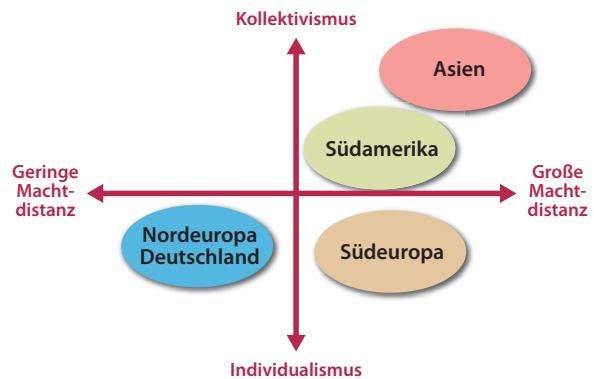 Kollektivismus
Asien
Südamerika
Geringe
Macht-
distanz
Große
Macht-
distanz
Nordeuropa
Deutschland
Südeuropa
Individualismus